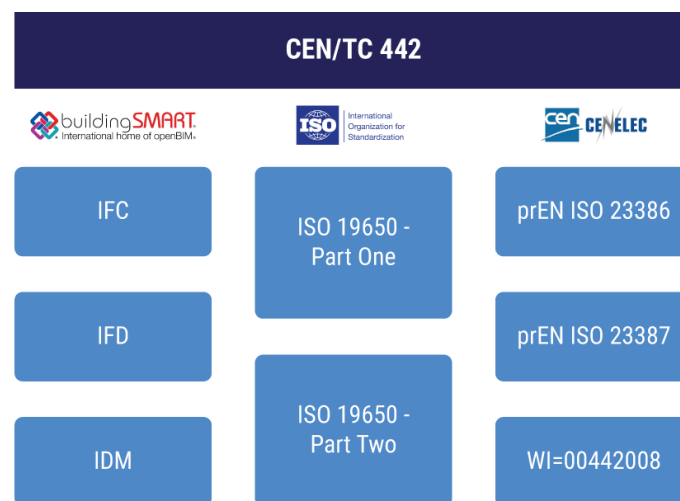 CEN/TC 442
buildingSMART.
International home of openBIM®
ISO
International
Organization for
Standardization
cen
CENELEC
IFC
ISO 19650 -
Part One
prEN ISO 23386
IFD
prEN ISO 23387
ISO 19650 -
Part Two
IDM
WI=00442008